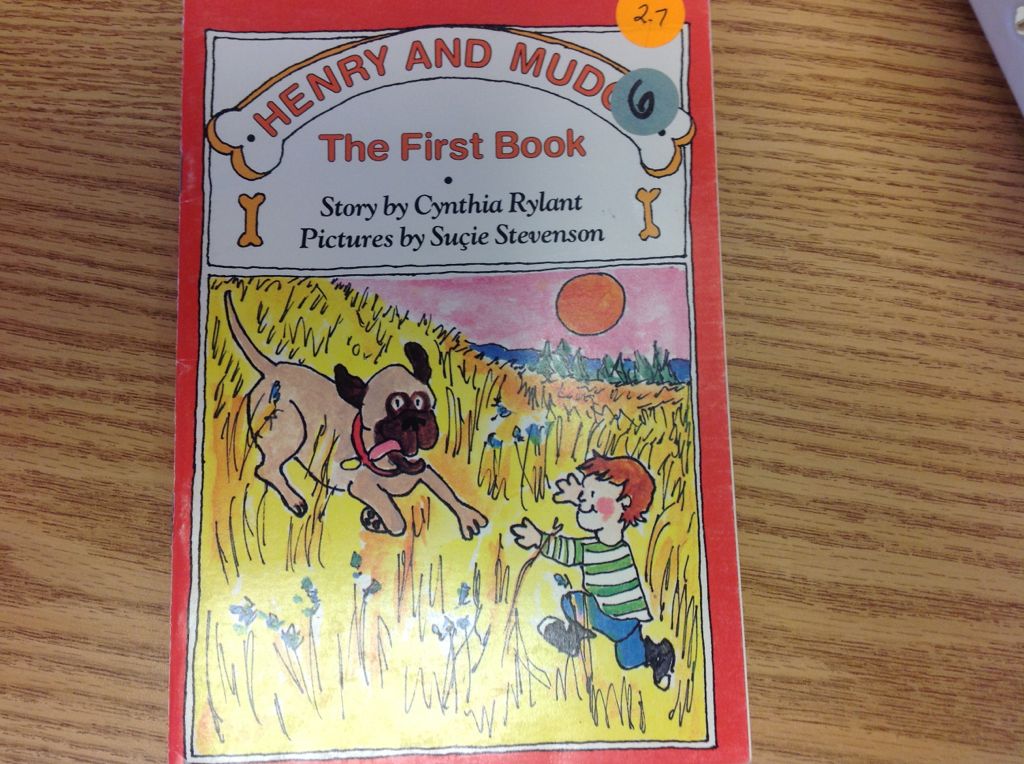 2.7
HENRY AND MUD
6
The First Book
Story by Cynthia Rylant
Pictures by Suçie Stevenson